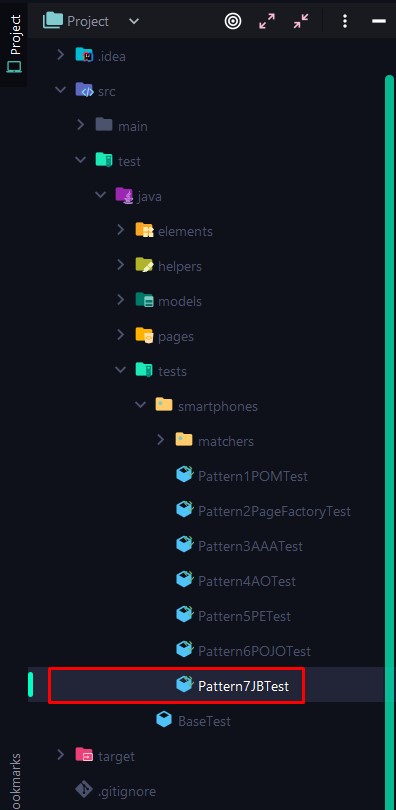 Project
Project
.idea
src
main
test
java
elements
helpers
models
pages
tests
smartphones
matchers
Pattern1POMTest
Pattern2PageFactoryTest
Pattern3AAATest
Pattern4AOTest
Pattern5PETest
Pattern6POJOTest
Pattern7JBTest
BaseTest
target
.gitignore
ookmarks